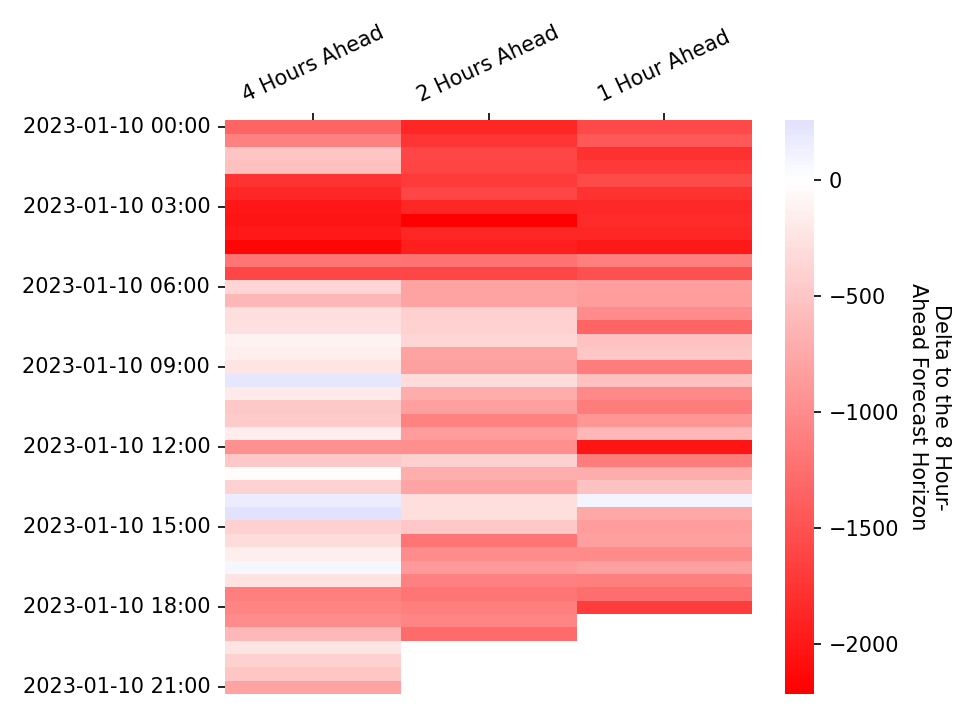 4 Hours Ahead
2 Hours Ahead
1 Hour Ahead
2023-01-10 00:00
2023-01-10 03:00
2023-01-10 06:00
2023-01-10 09:00
2023-01-10 12:00
2023-01-10 15:00
2023-01-10 18:00
2023-01-10 21:00
0
−500
−1000
−1500
−2000
Delta to the 8 Hour-
Ahead Forecast Horizon